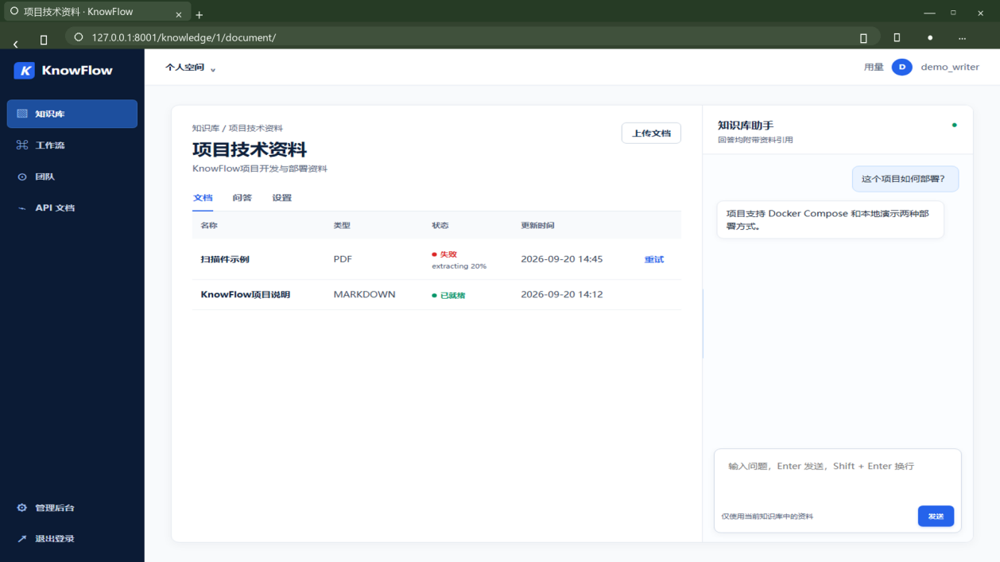 项目技术资料 · KnowFlow
127.0.0.1:8001/knowledge/1/document/
K KnowFlow
知识库
工作流
团队
API 文档
管理后台
退出登录
个人空间
用量 D demo_writer
知识库 / 项目技术资料
项目技术资料
KnowFlow项目开发与部署资料
上传文档
文档 问答 设置
名称 类型 状态 更新时间
扫描件示例 PDF 失败 2026-09-20 14:45 重试
extracting 20%
KnowFlow项目说明 MARKDOWN 已就绪 2026-09-20 14:12
知识库助手
回答均附带资料引用
这个项目如何部署？
项目支持 Docker Compose 和本地演示两种部
署方式。
输入问题，Enter 发送，Shift + Enter 换行
仅使用当前知识库中的资料
发送